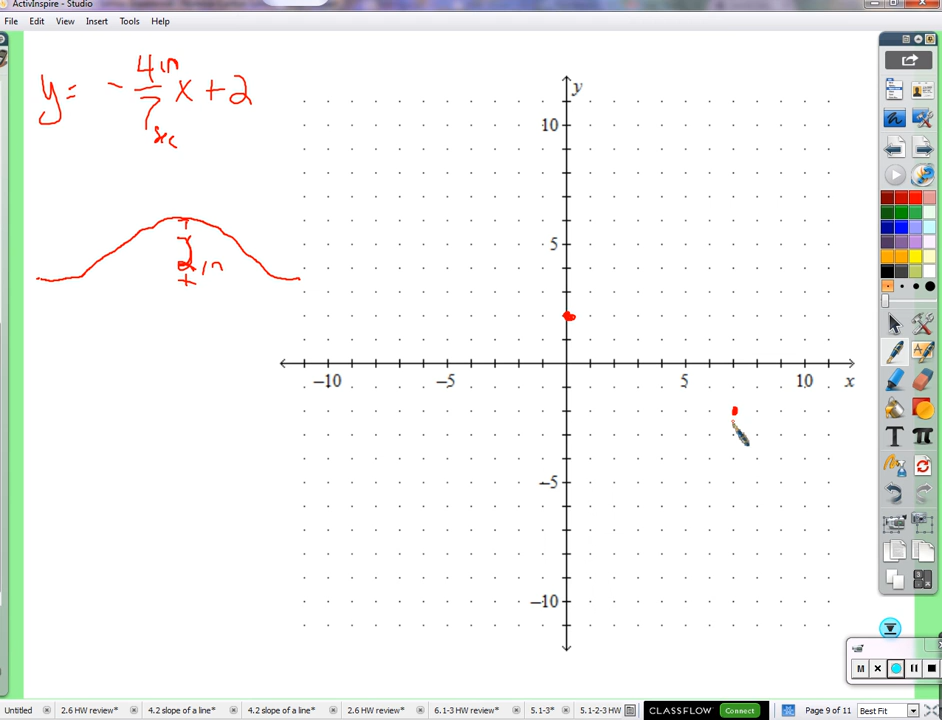 ActivInspire - Studio
File Edit View Insert Tools Help
y = - 4in/7sec x + 2
2 in
y
10
5
-10 -5 5 10 x
-5
-10
M
Untitled 2.6 HW review* 4.2 slope of a line* 4.2 slope of a line* 2.6 HW review* 6.1-3 HW review* 5.1-3* 5.1-2-3 HW CLASSFLOW Connect Page 9 of 11 Best Fit